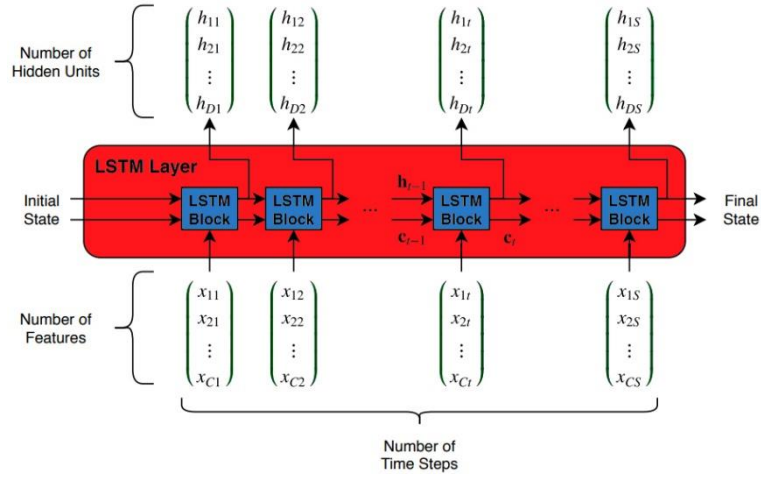 Number of
Hidden Units
h11 h12 h1t h1S
h21 h22 h2t h2S
⋮ ⋮ ⋮ ⋮
hD1 hD2 hDt hDS
LSTM Layer
Initial
State
LSTM
Block
LSTM
Block
...
ht−1
ct−1
LSTM
Block
ct
...
LSTM
Block
Final
State
Number of
Features
x11 x12 x1t x1S
x21 x22 x2t x2S
⋮ ⋮ ⋮ ⋮
xC1 xC2 xCt xCS
Number of
Time Steps